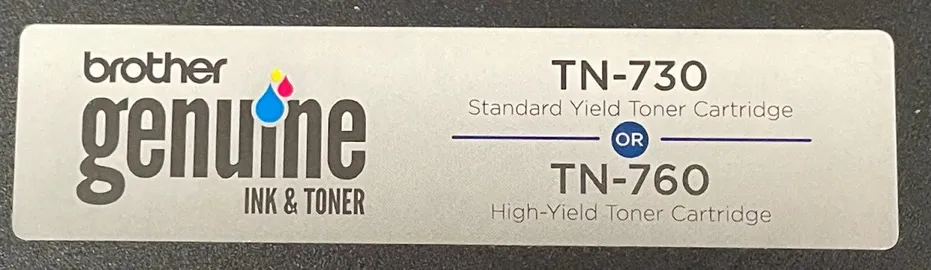 brother
genuine
INK & TONER
TN-730
Standard Yield Toner Cartridge
OR
TN-760
High-Yield Toner Cartridge